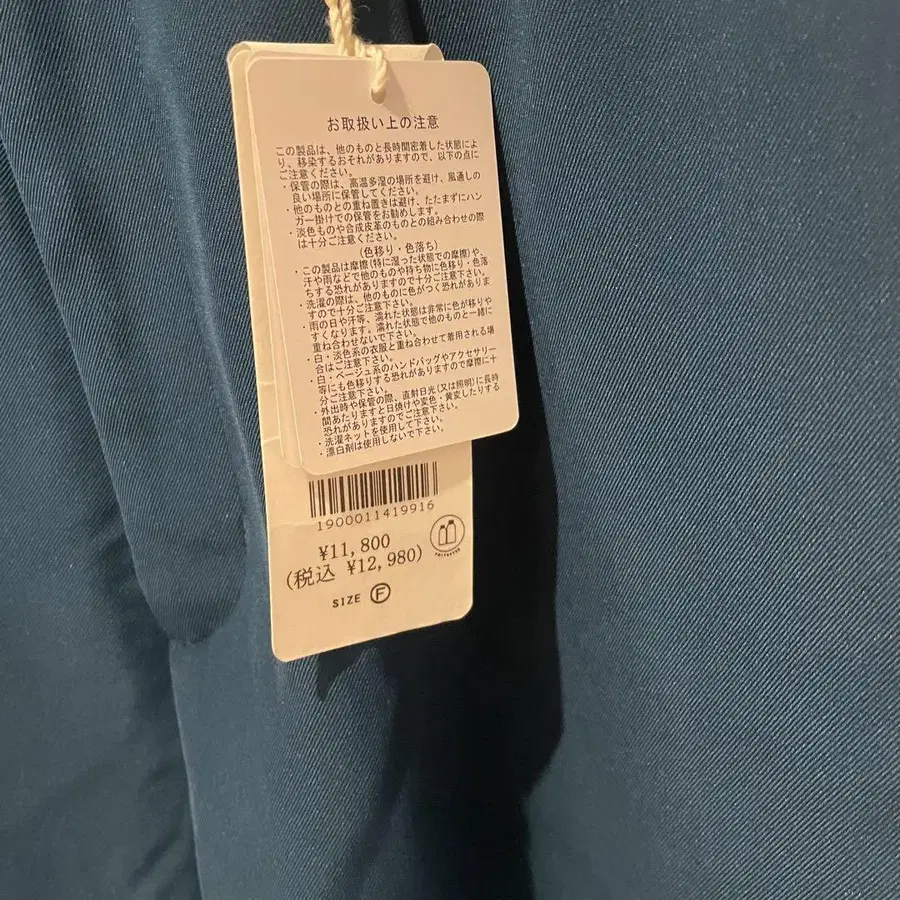 お取扱い上の注意
この製品は、他のものと長時間密着した状態によ
り、移染するおそれがありますので、以下の点に
ご注意ください。
・保管の際は、高温多湿の場所を避け、風通しの
良い場所に保管してください。
・他のものとの重ね置きは避け、たたまずにハン
ガー掛けでの保管をお勧めします。
・淡色ものや合成皮革のものとの組み合わせの際
は十分ご注意ください。
(色移り・色落ち)
・この製品は摩擦(特に湿った状態での摩擦)や、
汗や雨などで他のものや持ち物に色移り・色落
ちする恐れがありますので十分ご注意下さい。
・洗濯の際は、他のものに色がつく恐れがありま
すので十分ご注意下さい。
・雨の日や汗等、濡れた状態は非常に色が移りや
すくなります。濡れた状態で他のものと一緒に
重ね合わせないで下さい。
・白・淡色系の衣服と重ね合わせて着用される場
合はご注意下さい。
・白・ベージュ系のハンドバッグやアクセサリー
等にも色移りする恐れがありますので摩擦に十
分ご注意下さい。
・外出時や保管の際、直射日光(又は照明)に長時
間あたりますと日焼けや変色・黄変したりする
恐れがありますのでご注意下さい。
・洗濯ネットを使用して下さい。
・漂白剤は使用しないで下さい。
1900011419916
¥11,800
(税込 ¥12,980)
SIZE F